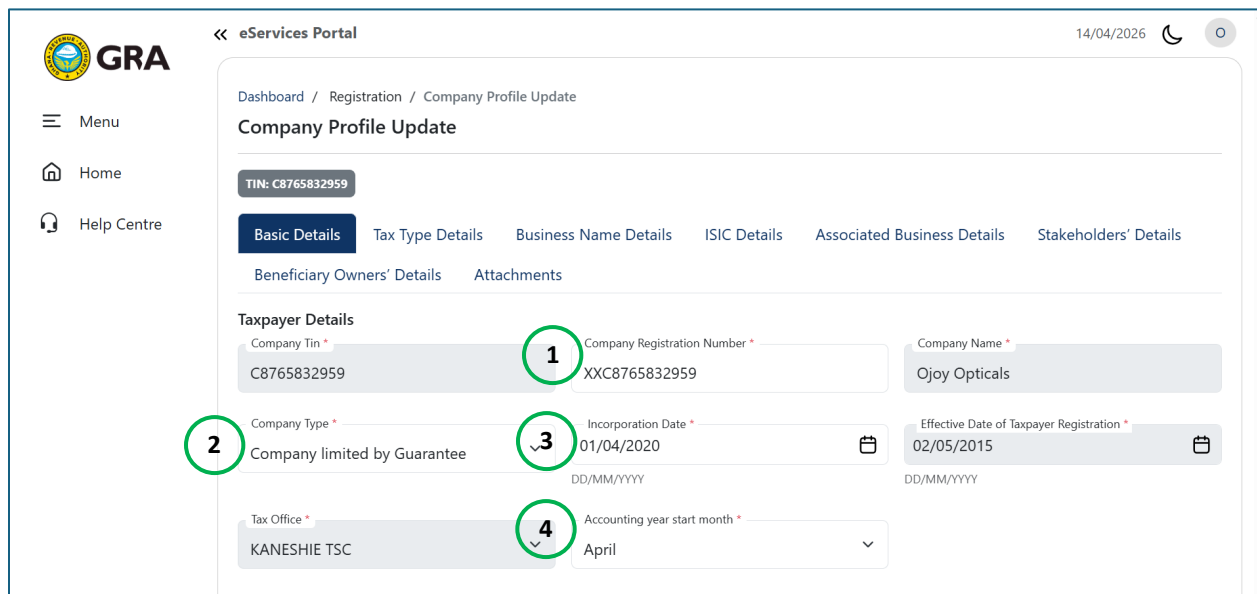 eServices Portal
14/04/2026
O
GHANA REVENUE AUTHORITY
GRA
Menu
Home
Help Centre
Dashboard / Registration / Company Profile Update
Company Profile Update
TIN: C8765832959
Basic Details Tax Type Details Business Name Details ISIC Details Associated Business Details Stakeholders’ Details
Beneficiary Owners’ Details Attachments
Taxpayer Details
Company Tin *
C8765832959
1
Company Registration Number *
XXC8765832959
Company Name *
Ojoy Opticals
2
Company Type *
Company limited by Guarantee
3
Incorporation Date *
01/04/2020
DD/MM/YYYY
Effective Date of Taxpayer Registration *
02/05/2015
DD/MM/YYYY
Tax Office *
KANESHIE TSC
4
Accounting year start month *
April